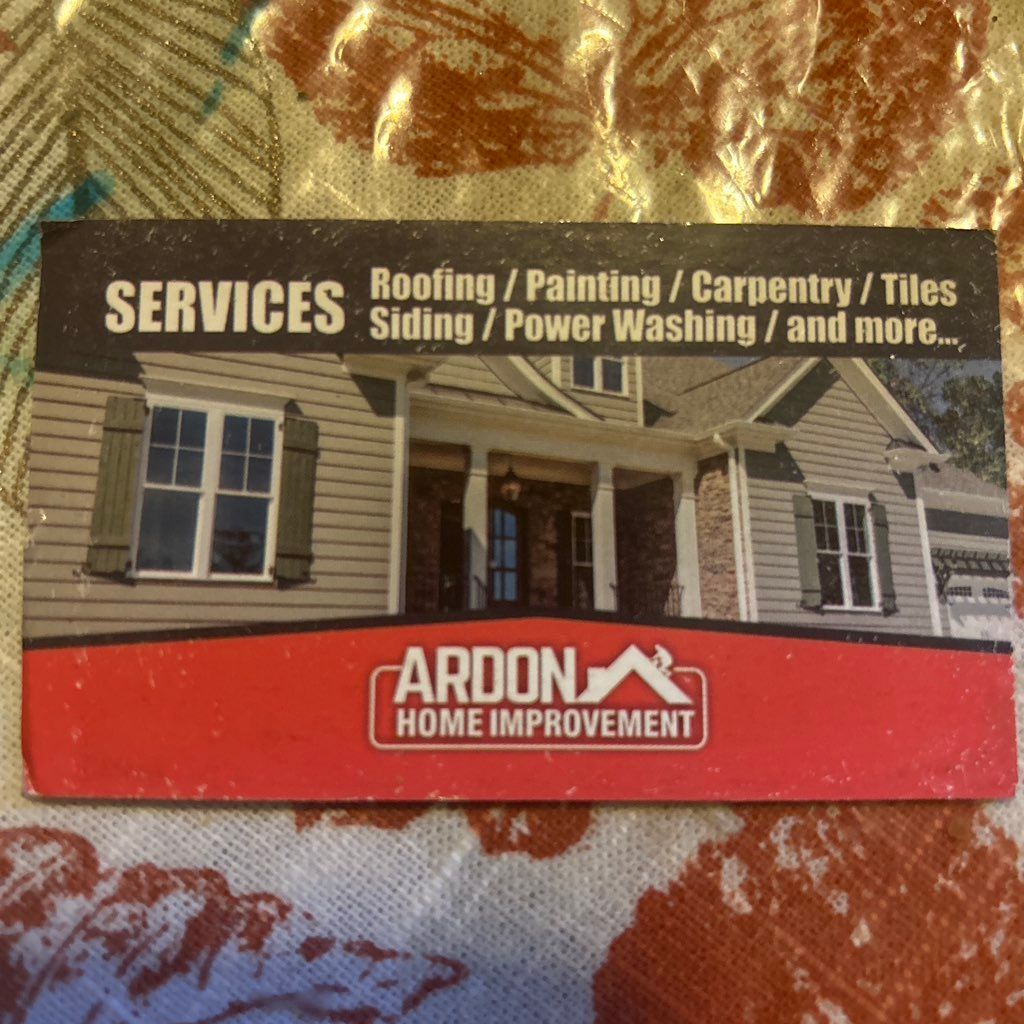 SERVICES
Roofing / Painting / Carpentry / Tiles
Siding / Power Washing / and more...
ARDON
HOME IMPROVEMENT